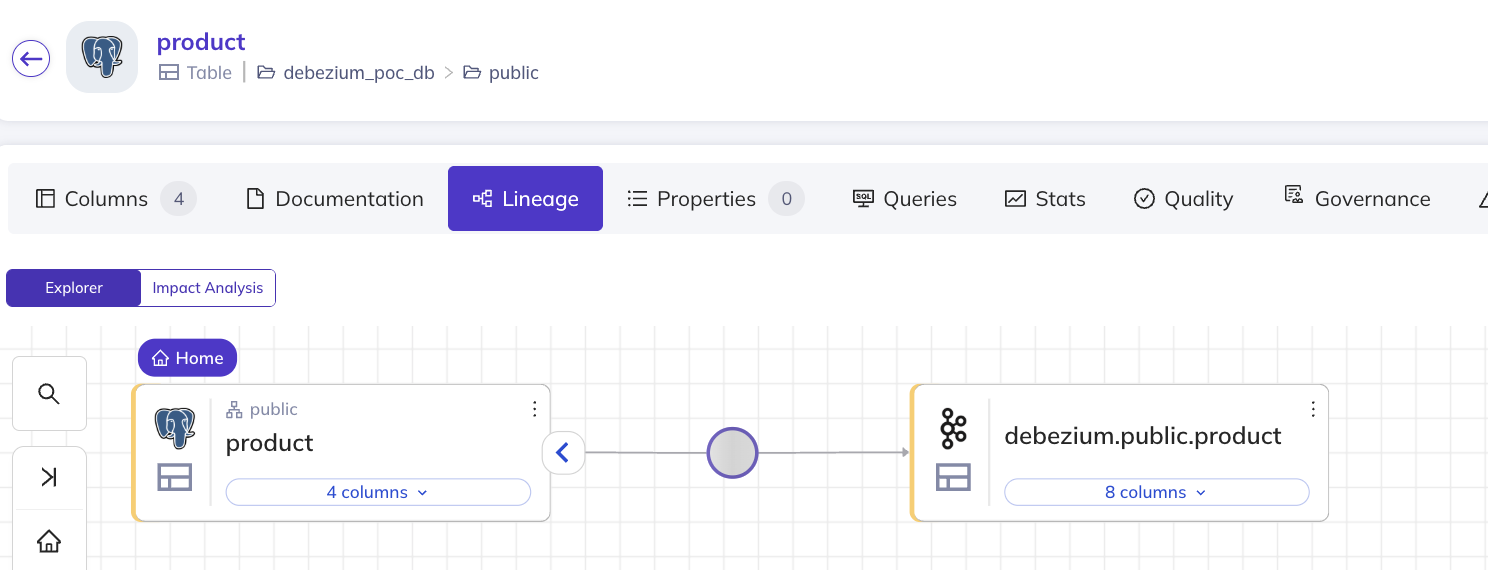 product
Table debezium_poc_db public
Columns 4 Documentation Lineage Properties 0 SQL Queries Stats Quality Governance
Explorer Impact Analysis
Home
public
product
4 columns
debezium.public.product
8 columns